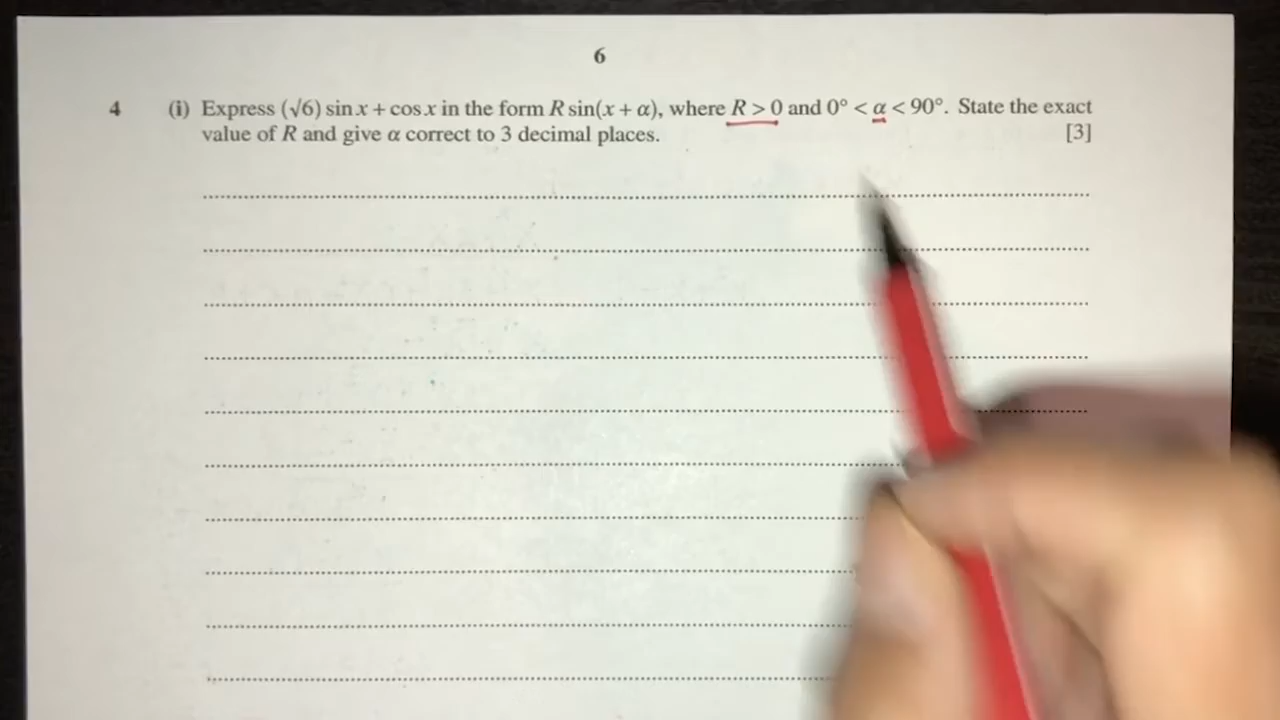 6
4 (i) Express (√6) sin x + cos x in the form R sin(x + α), where R > 0 and 0° < α < 90°. State the exact
value of R and give α correct to 3 decimal places. [3]